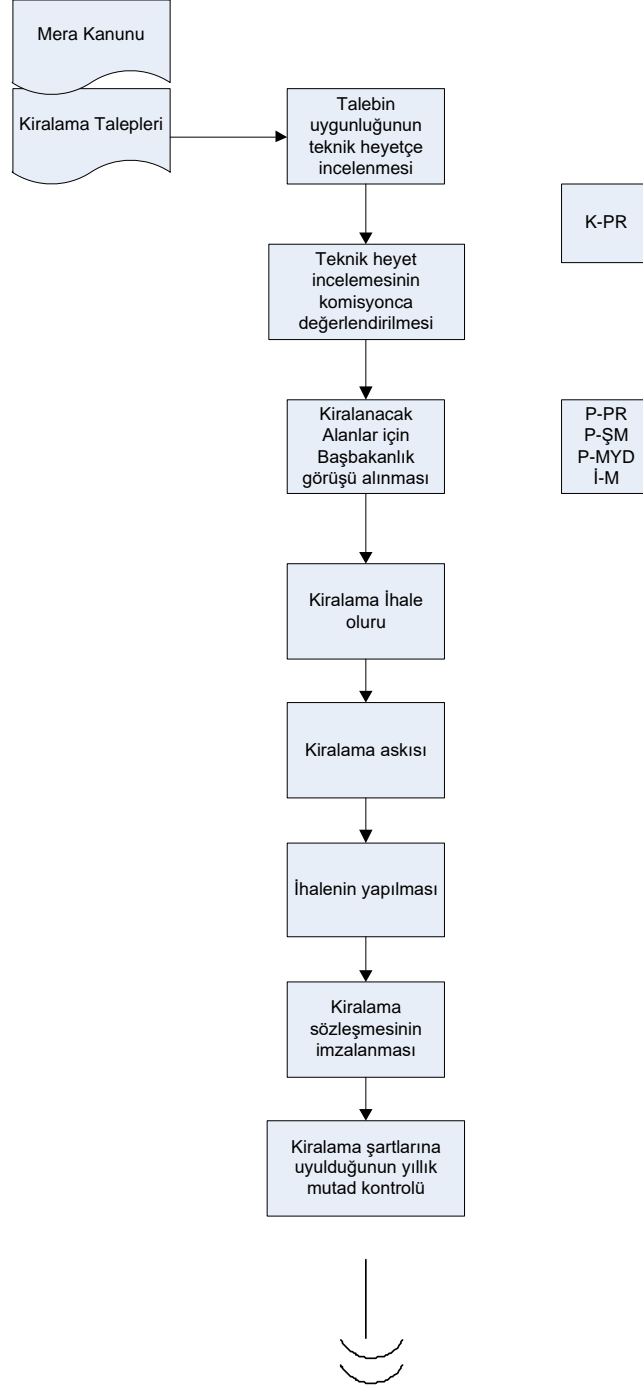 Mera Kanunu
Kiralama Talepleri
Talebin
uygunluğunun
teknik heyetçe
incelenmesi
K-PR
Teknik heyet
incelemesinin
komisyonca
değerlendirilmesi
Kiralanacak
Alanlar için
Başbakanlık
görüşü alınması
P-PR
P-ŞM
P-MYD
İ-M
Kiralama İhale
oluru
Kiralama askısı
İhalenin yapılması
Kiralama
sözleşmesinin
imzalanması
Kiralama şartlarına
uyulduğunun yıllık
mutad kontrolü